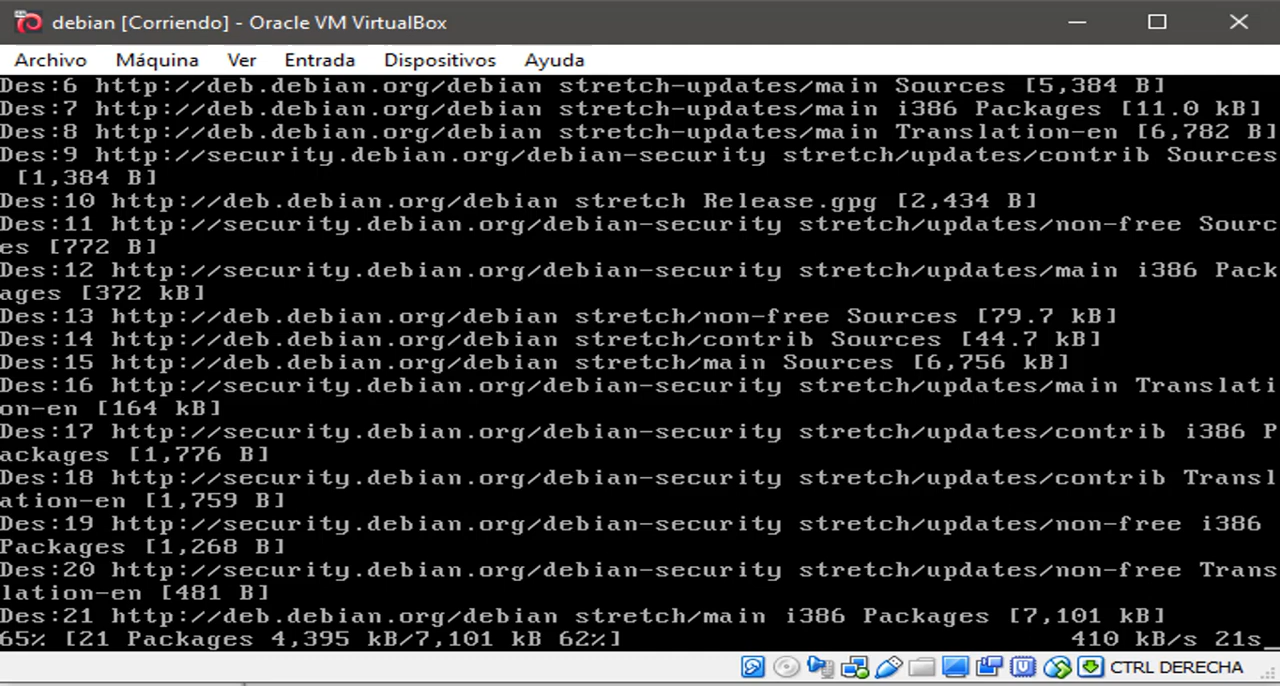 debian [Corriendo] - Oracle VM VirtualBox
Archivo Máquina Ver Entrada Dispositivos Ayuda
Des:6 http://deb.debian.org/debian stretch-updates/main Sources [5,384 B]
Des:7 http://deb.debian.org/debian stretch-updates/main i386 Packages [11.0 kB]
Des:8 http://deb.debian.org/debian stretch-updates/main Translation-en [6,782 B]
Des:9 http://security.debian.org/debian-security stretch/updates/contrib Sources
[1,384 B]
Des:10 http://deb.debian.org/debian stretch Release.gpg [2,434 B]
Des:11 http://security.debian.org/debian-security stretch/updates/non-free Sourc
es [772 B]
Des:12 http://security.debian.org/debian-security stretch/updates/main i386 Pack
ages [372 kB]
Des:13 http://deb.debian.org/debian stretch/non-free Sources [79.7 kB]
Des:14 http://deb.debian.org/debian stretch/contrib Sources [44.7 kB]
Des:15 http://deb.debian.org/debian stretch/main Sources [6,756 kB]
Des:16 http://security.debian.org/debian-security stretch/updates/main Translati
on-en [164 kB]
Des:17 http://security.debian.org/debian-security stretch/updates/contrib i386 P
ackages [1,776 B]
Des:18 http://security.debian.org/debian-security stretch/updates/contrib Transl
ation-en [1,759 B]
Des:19 http://security.debian.org/debian-security stretch/updates/non-free i386
Packages [1,268 B]
Des:20 http://security.debian.org/debian-security stretch/updates/non-free Trans
lation-en [481 B]
Des:21 http://deb.debian.org/debian stretch/main i386 Packages [7,101 kB]
65% [21 Packages 4,395 kB/7,101 kB 62%] 410 kB/s 21s_
CTRL DERECHA